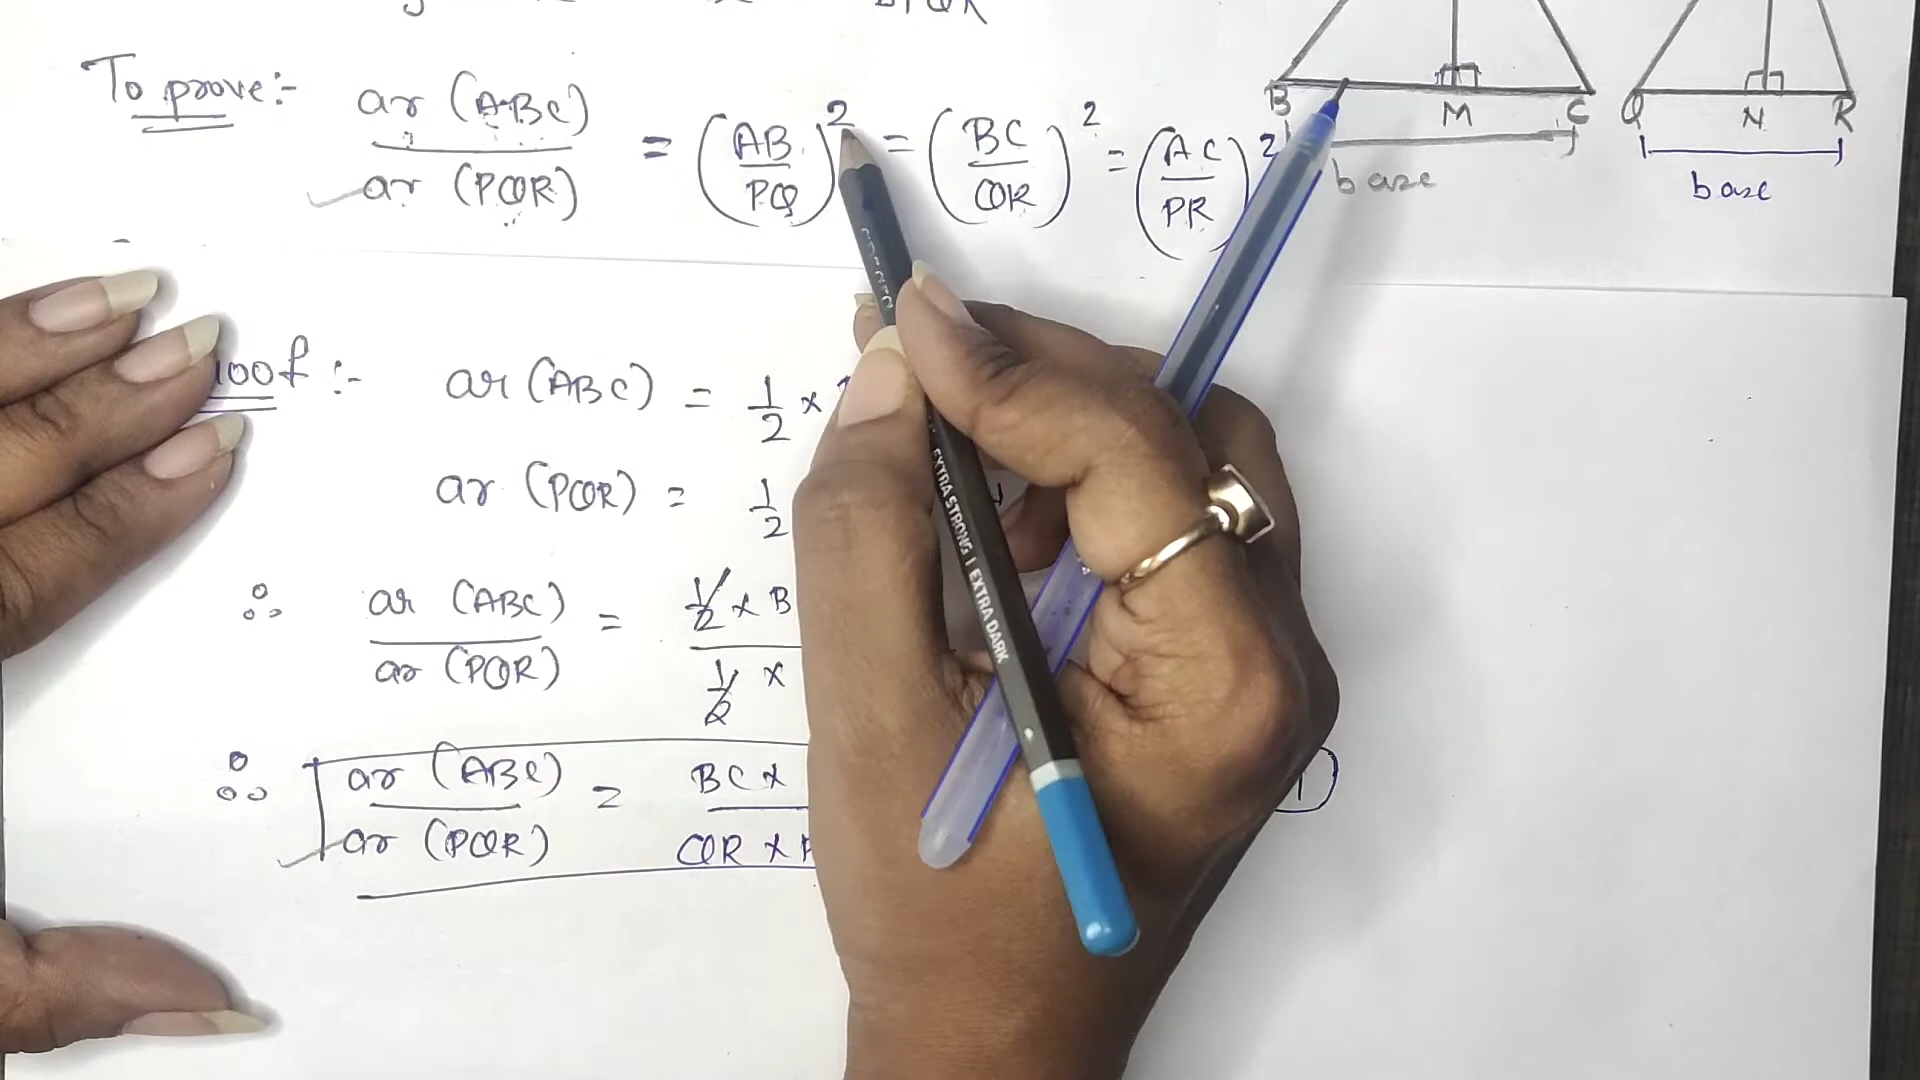 To prove:- ar (ABC) / ar (PQR) = (AB / PQ)² = (BC / QR)² = (AC / PR)²
B M C Q N R
base base
oof :- ar (ABC) = 1/2 ×
ar (PQR) = 1/2
∴ ar (ABC) / ar (PQR) = 1/2 × B / 1/2 ×
∴ ar (ABC) / ar (PQR) = BC × / QR × P
1
EXTRA STRONG | EXTRA DARK